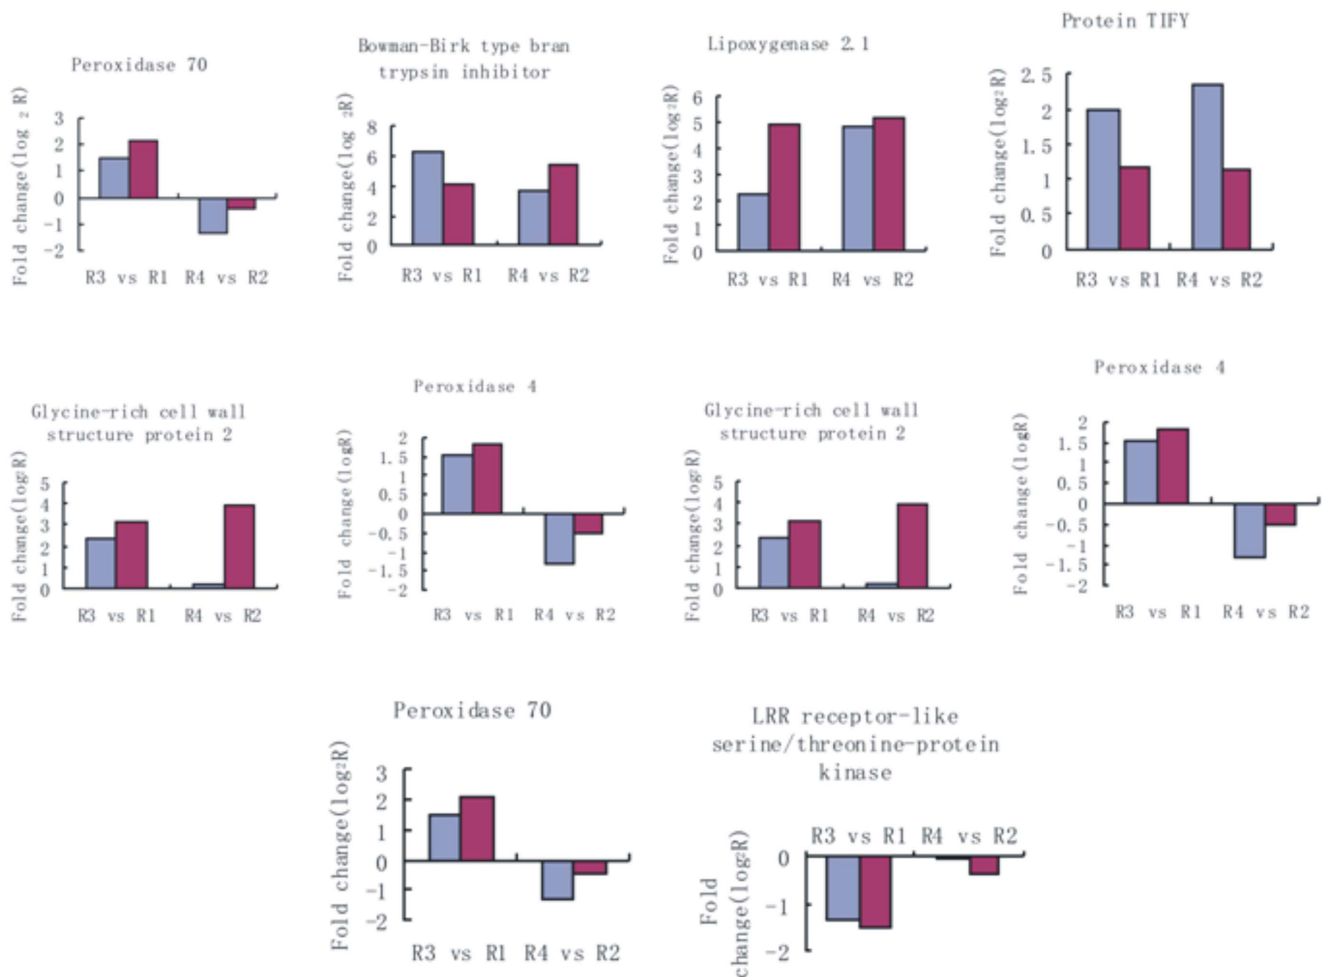 Peroxidase 70
Fold change(log 2 R)
3
2
1
0
-1
-2
R3 vs R1 R4 vs R2
Bowman-Birk type bran
trypsin inhibitor
Fold change(log 2R)
8
6
4
2
0
R3 vs R1 R4 vs R2
Lipoxygenase 2.1
Fold change(log2R)
6
5
4
3
2
1
0
R3 vs R1 R4 vs R2
Protein TIFY
Fold change(log2R)
2.5
2
1.5
1
0.5
0
R3 vs R1 R4 vs R2
Glycine-rich cell wall
structure protein 2
Fold change(log2R)
5
4
3
2
1
0
R3 vs R1 R4 vs R2
Peroxidase 4
Fold change(logR)
2
1.5
1
0.5
0
-0.5
-1
-1.5
-2
R3 vs R1 R4 vs R2
Glycine-rich cell wall
structure protein 2
Fold change(log2R)
5
4
3
2
1
0
R3 vs R1 R4 vs R2
Peroxidase 4
Fold change(logR)
2
1.5
1
0.5
0
-0.5
-1
-1.5
-2
R3 vs R1 R4 vs R2
Peroxidase 70
Fold change(log2R)
3
2
1
0
-1
-2
R3 vs R1 R4 vs R2
LRR receptor-like
serine/threonine-protein
kinase
Fold
change(log2R)
R3 vs R1 R4 vs R2
0
-1
-2